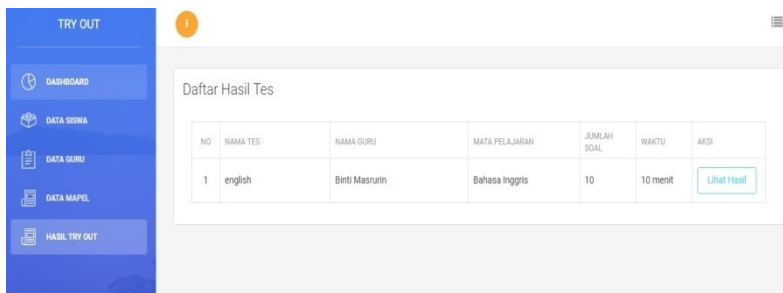 TRY OUT
i
DASHBOARD
DATA SISWA
DATA GURU
DATA MAPEL
HASIL TRY OUT
Daftar Hasil Tes
NO NAMA TES NAMA GURU MATA PELAJARAN JUMLAH SOAL WAKTU AKSI
1 english Binti Masrurin Bahasa Inggris 10 10 menit Lihat Hasil